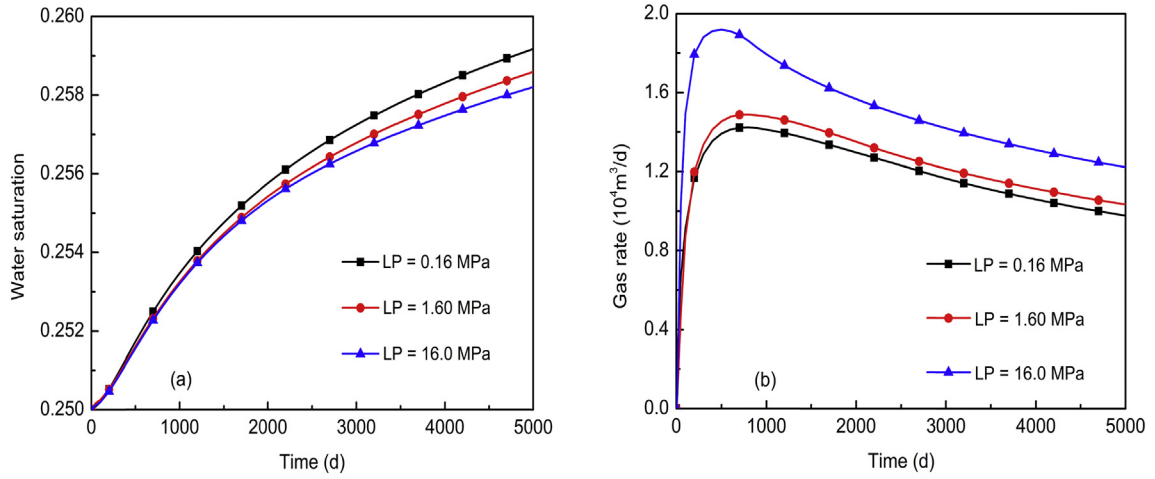 0.260
0.258
0.256
0.254
0.252
0.250
Water saturation
LP = 0.16 MPa
LP = 1.60 MPa
LP = 16.0 MPa
(a)
0 1000 2000 3000 4000 5000
Time (d)
2.0
1.6
1.2
0.8
0.4
0.0
Gas rate (10⁴m³/d)
LP = 0.16 MPa
LP = 1.60 MPa
LP = 16.0 MPa
(b)
0 1000 2000 3000 4000 5000
Time (d)